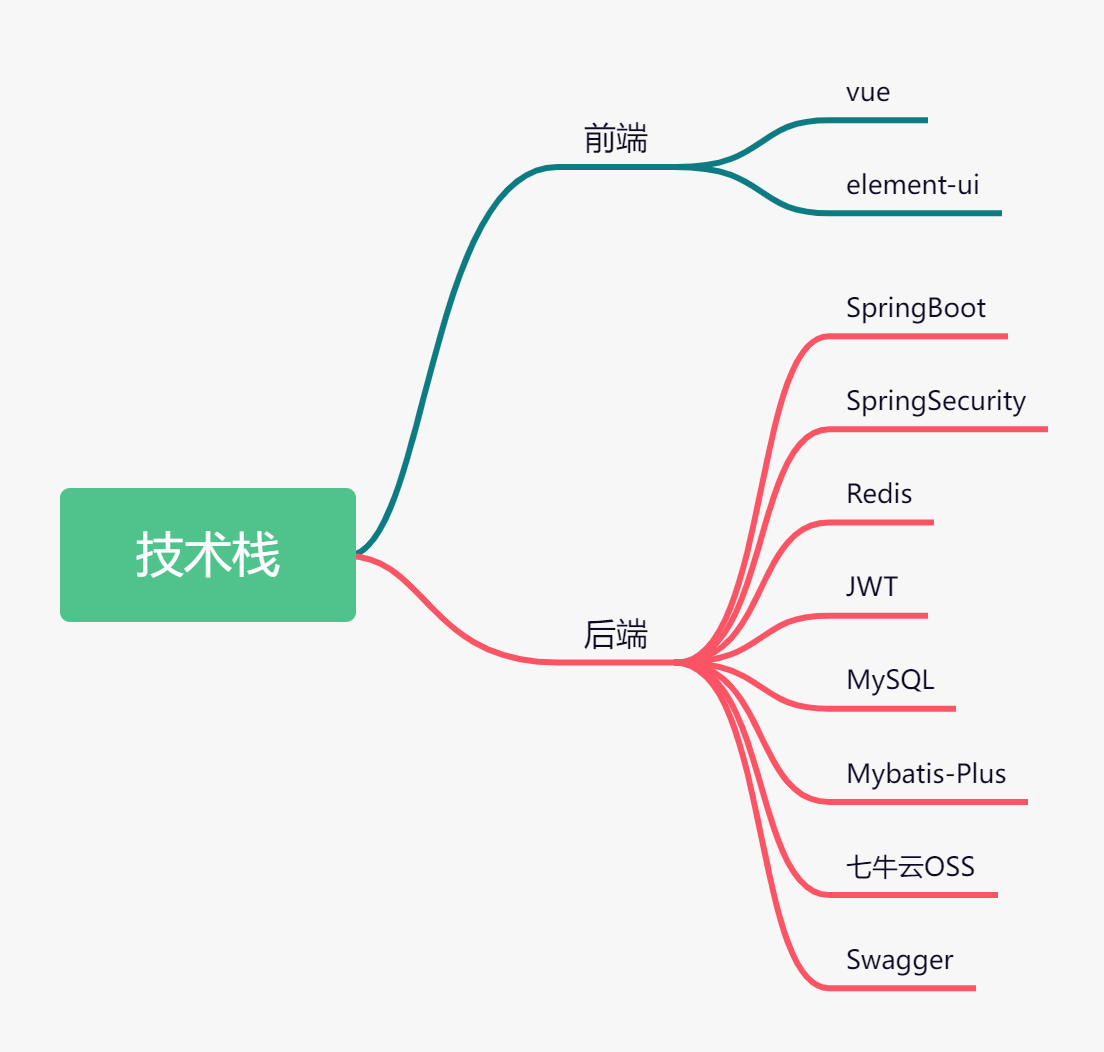 技术栈
前端
vue
element-ui
后端
SpringBoot
SpringSecurity
Redis
JWT
MySQL
Mybatis-Plus
七牛云OSS
Swagger